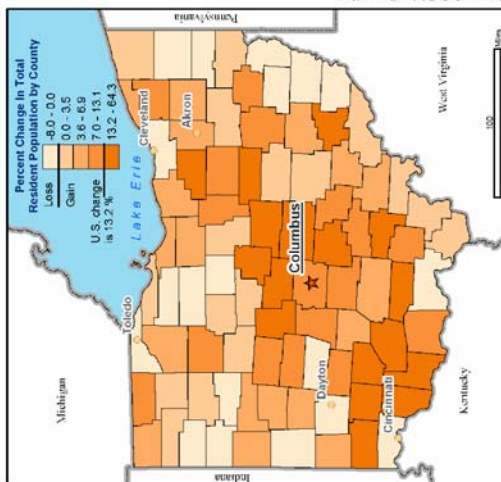 Pennsylvania
Percent Change In Total
Resident Population by County
Loss
-8.0 - 0.0
Gain
0.0 - 3.5
3.6 - 6.9
U.S. change
is 13.2 %
7.0 - 13.1
13.2 - 64.3
Lake Erie
Cleveland
Akron
Toledo
Michigan
Indiana
Columbus
Dayton
Cincinnati
Kentucky
West Virginia
100
Miles